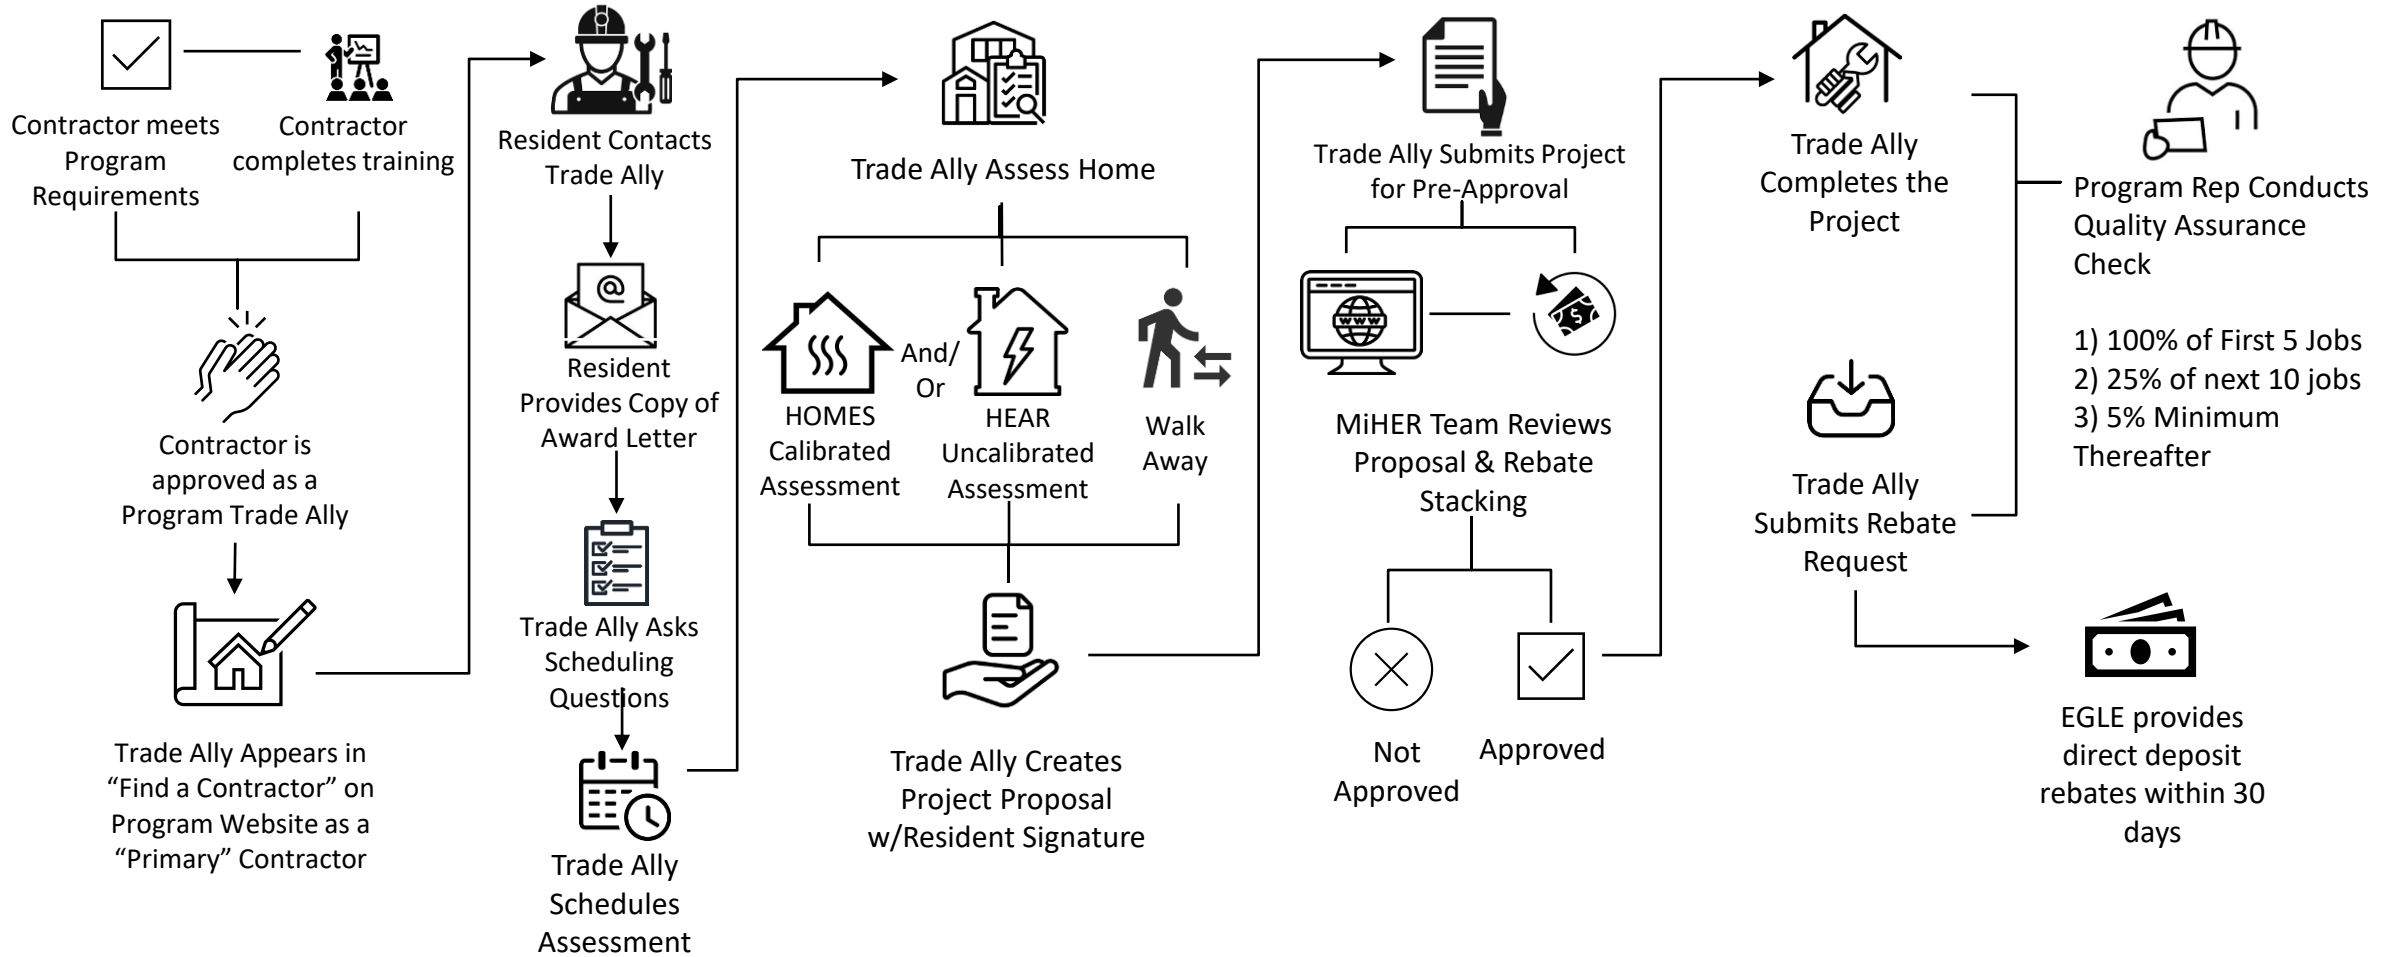 Contractor meets
Program
Requirements
Contractor
completes training
Contractor is
approved as a
Program Trade Ally
Trade Ally Appears in
“Find a Contractor” on
Program Website as a
“Primary” Contractor
Resident Contacts
Trade Ally
@
Resident
Provides Copy of
Award Letter
Trade Ally Asks
Scheduling
Questions
Trade Ally
Schedules
Assessment
Trade Ally Assess Home
HOMES
Calibrated
Assessment
And/
Or
HEAR
Uncalibrated
Assessment
Walk
Away
Trade Ally Creates
Project Proposal
w/Resident Signature
Trade Ally Submits Project
for Pre-Approval
WWW
$
MiHER Team Reviews
Proposal & Rebate
Stacking
Not
Approved
Approved
Trade Ally
Completes the
Project
Trade Ally
Submits Rebate
Request
Program Rep Conducts
Quality Assurance
Check
1) 100% of First 5 Jobs
2) 25% of next 10 jobs
3) 5% Minimum
Thereafter
EGLE provides
direct deposit
rebates within 30
days